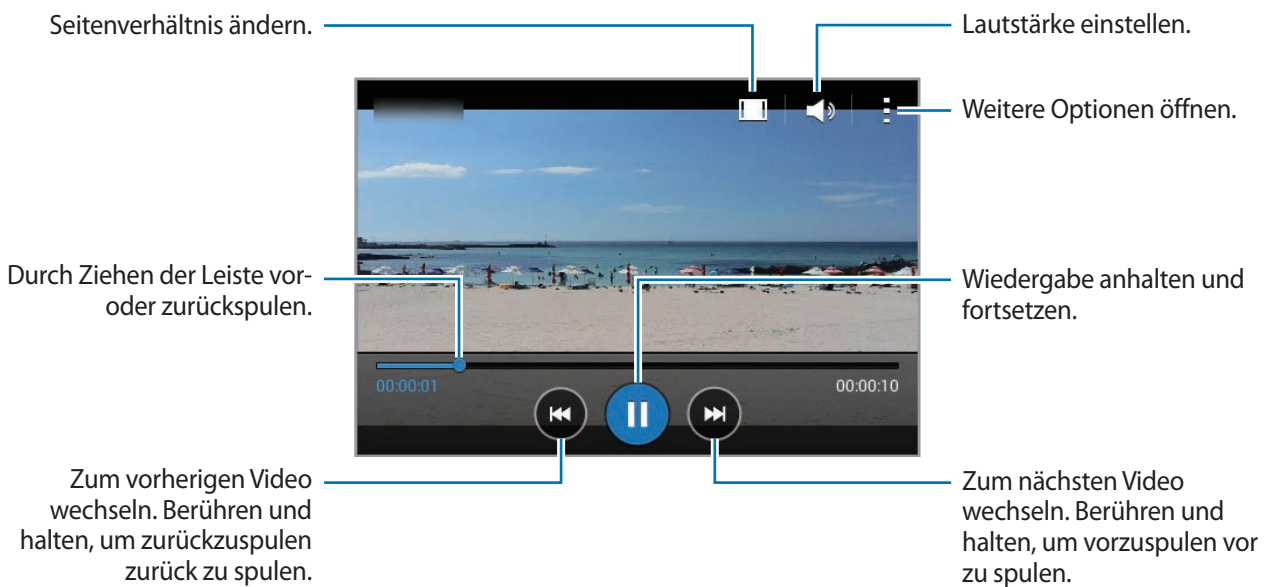 Seitenverhältnis ändern.
Lautstärke einstellen.
Weitere Optionen öffnen.
Durch Ziehen der Leiste vor-
oder zurückspulen.
Wiedergabe anhalten und
fortsetzen.
00:00:01
00:00:10
Zum vorherigen Video
wechseln. Berühren und
halten, um zurückzuspulen
zurück zu spulen.
Zum nächsten Video
wechseln. Berühren und
halten, um vorzuspulen vor
zu spulen.